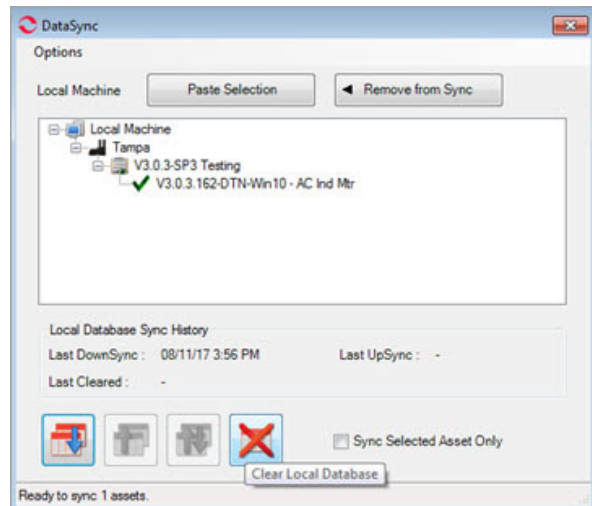 DataSync
Options
Local Machine Paste Selection Remove from Sync
Local Machine
Tampa
V3.0.3-SP3 Testing
V3.0.3.162-DTN-Win10 - AC Ind Mtr
Local Database Sync History
Last DownSync : 08/11/17 3:56 PM Last UpSync : -
Last Cleared : -
Sync Selected Asset Only
Clear Local Database
Ready to sync 1 assets.